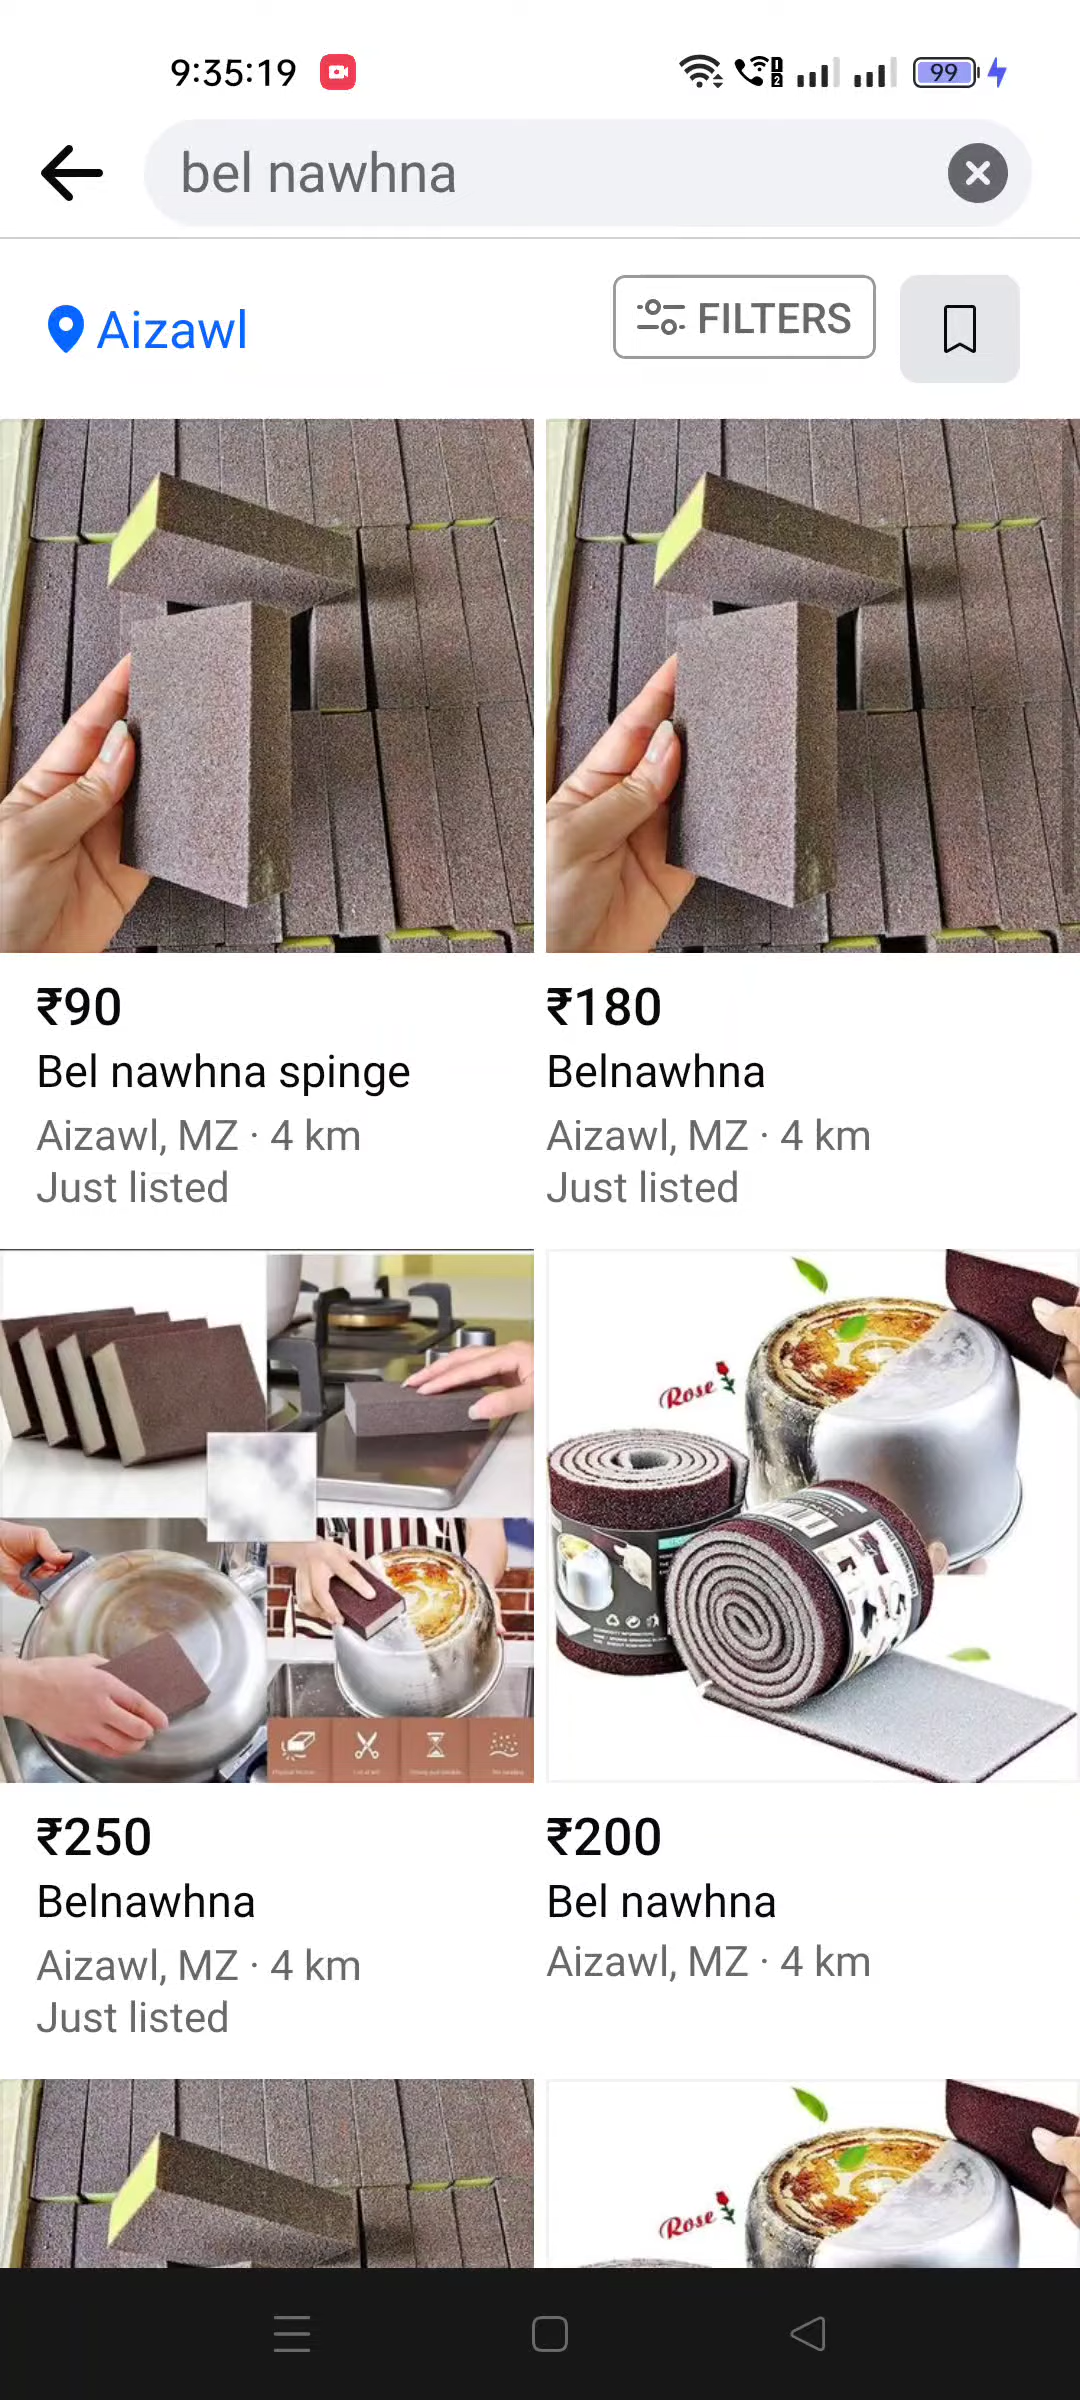 9:35:19
99
bel nawhna
Aizawl
FILTERS
₹90
Bel nawhna spinge
Aizawl, MZ · 4 km
Just listed
₹180
Belnawhna
Aizawl, MZ · 4 km
Just listed
Rose
₹250
Belnawhna
Aizawl, MZ · 4 km
Just listed
₹200
Bel nawhna
Aizawl, MZ · 4 km
Rose